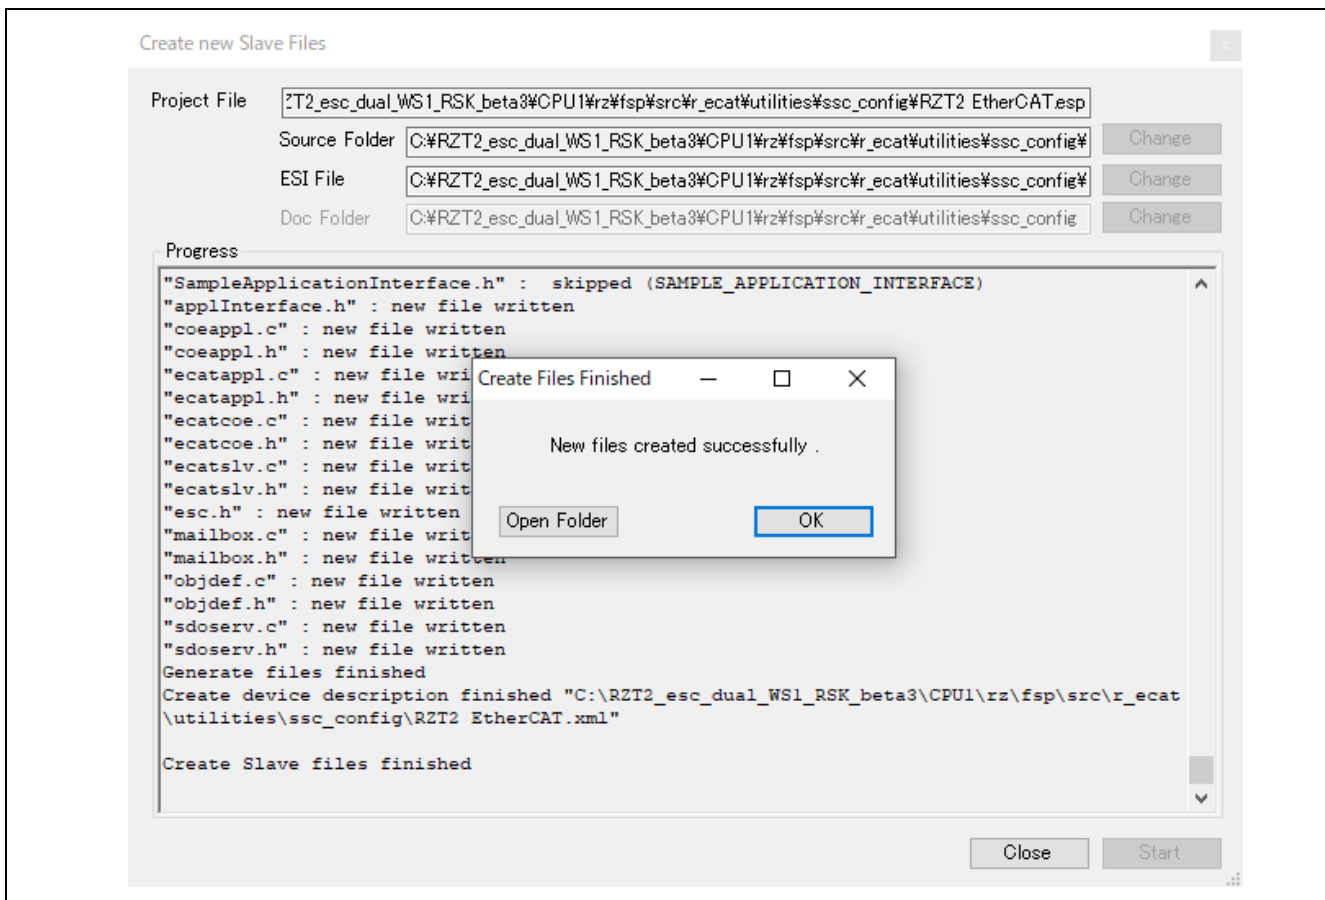 Create new Slave Files
x
Project File
T2_esc_dual_WS1_RSK_beta3¥CPU1¥rz¥fsp¥src¥r_ecat¥utilities¥ssc_config¥RZT2 EtherCAT.esp
Source Folder C:¥RZT2_esc_dual_WS1_RSK_beta3¥CPU1¥rz¥fsp¥src¥r_ecat¥utilities¥ssc_config¥ Change
ESI File C:¥RZT2_esc_dual_WS1_RSK_beta3¥CPU1¥rz¥fsp¥src¥r_ecat¥utilities¥ssc_config¥ Change
Doc Folder C:¥RZT2_esc_dual_WS1_RSK_beta3¥CPU1¥rz¥fsp¥src¥r_ecat¥utilities¥ssc_config Change
Progress
"SampleApplicationInterface.h" :  skipped (SAMPLE_APPLICATION_INTERFACE)
"applInterface.h" : new file written
"coeappl.c" : new file written
"coeappl.h" : new file written
"ecatappl.c" : new file wri
"ecatappl.h" : new file wri
"ecatcoe.c" : new file writ
"ecatcoe.h" : new file writ
"ecatslv.c" : new file writ
"ecatslv.h" : new file writ
"esc.h" : new file written
"mailbox.c" : new file writ
"mailbox.h" : new file written
"objdef.c" : new file written
"objdef.h" : new file written
"sdoserv.c" : new file written
"sdoserv.h" : new file written
Generate files finished
Create device description finished "C:\RZT2_esc_dual_WS1_RSK_beta3\CPU1\rz\fsp\src\r_ecat
\utilities\ssc_config\RZT2 EtherCAT.xml"
Create Slave files finished
Create Files Finished
New files created successfully .
Open Folder OK
Close Start